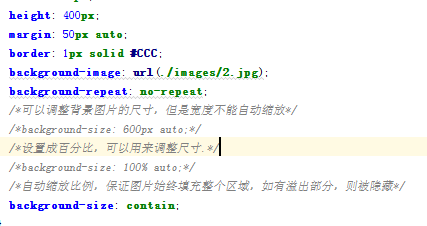 height: 400px;
margin: 50px auto;
border: 1px solid #CCC;
background-image: url(./images/2.jpg);
background-repeat: no-repeat;
/*可以调整背景图片的尺寸，但是宽度不能自动缩放*/
/*background-size: 600px auto;*/
/*设置成百分比，可以用来调整尺寸.*/
/*background-size: 100% auto;*/
/*自动缩放比例，保证图片始终填充整个区域，如有溢出部分，则被隐藏*/
background-size: contain;